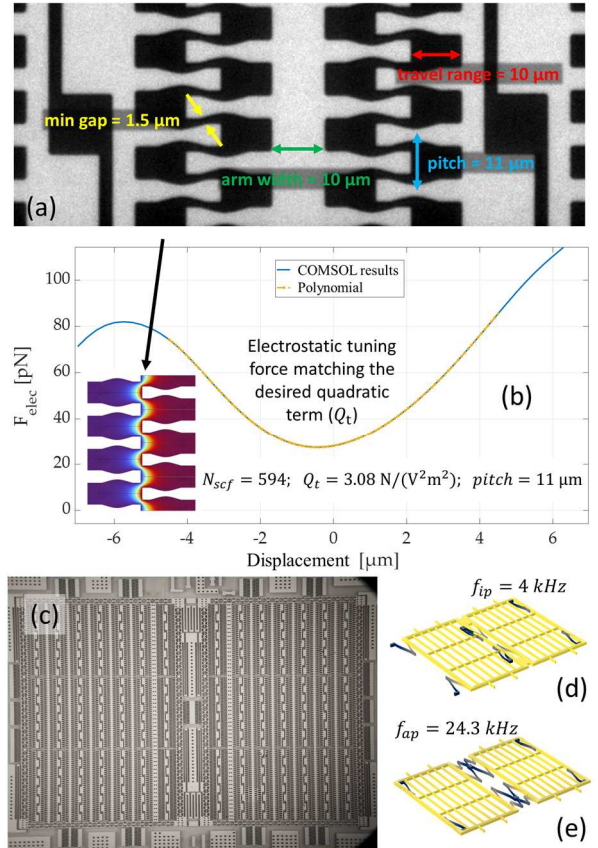 travel range = 10 µm
min gap = 1.5 µm
pitch = 11 µm
arm width = 10 µm
(a)
100
80
60
40
20
0
F_elec [pN]
COMSOL results
Polynomial
Electrostatic tuning
force matching the
desired quadratic
term (Q_t)
(b)
N_scf = 594; Q_t = 3.08 N/(V²m²); pitch = 11 µm
-6 -4 -2 0 2 4 6
Displacement [µm]
(c)
f_ip = 4 kHz
(d)
f_ap = 24.3 kHz
(e)